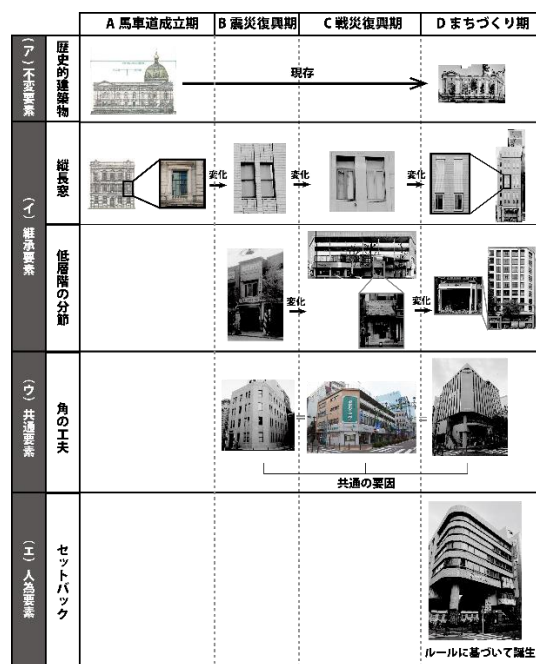 A 馬車道成立期
B 震災復興期
C 戦災復興期
D まちづくり期
(ア)不変要素
歴史的建築物
現存
(イ)継承要素
縦長窓
変化
変化
変化
低層階の分節
変化
変化
(ウ)共通要素
角の工夫
共通の要因
(エ)人為要素
セットバック
ルールに基づいて誕生